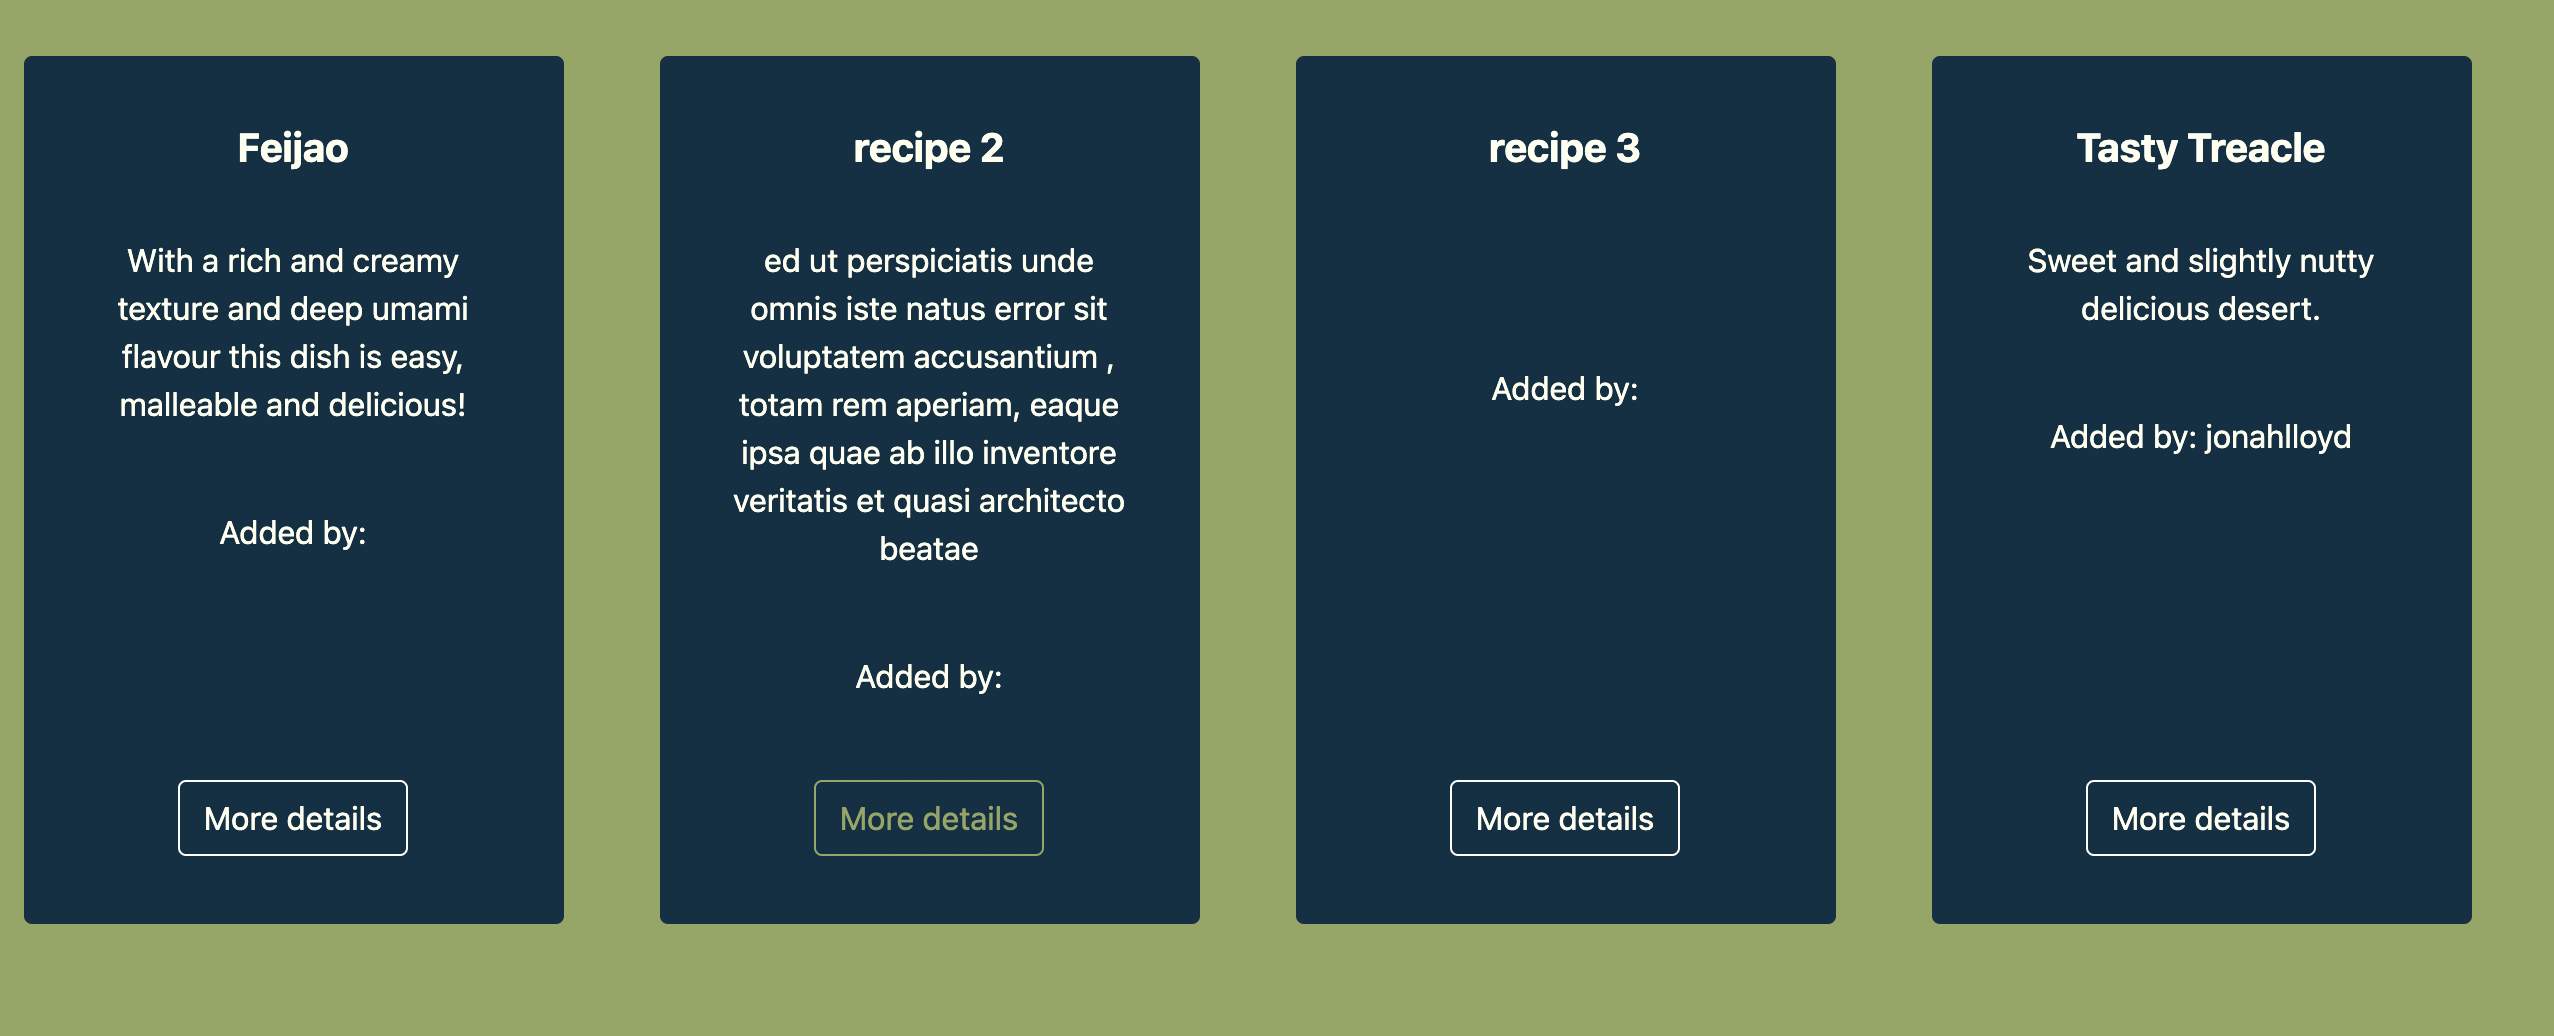 Feijao
With a rich and creamy
texture and deep umami
flavour this dish is easy,
malleable and delicious!
Added by:
More details
recipe 2
ed ut perspiciatis unde
omnis iste natus error sit
voluptatem accusantium ,
totam rem aperiam, eaque
ipsa quae ab illo inventore
veritatis et quasi architecto
beatae
Added by:
More details
recipe 3
Added by:
More details
Tasty Treacle
Sweet and slightly nutty
delicious desert.
Added by: jonahlloyd
More details